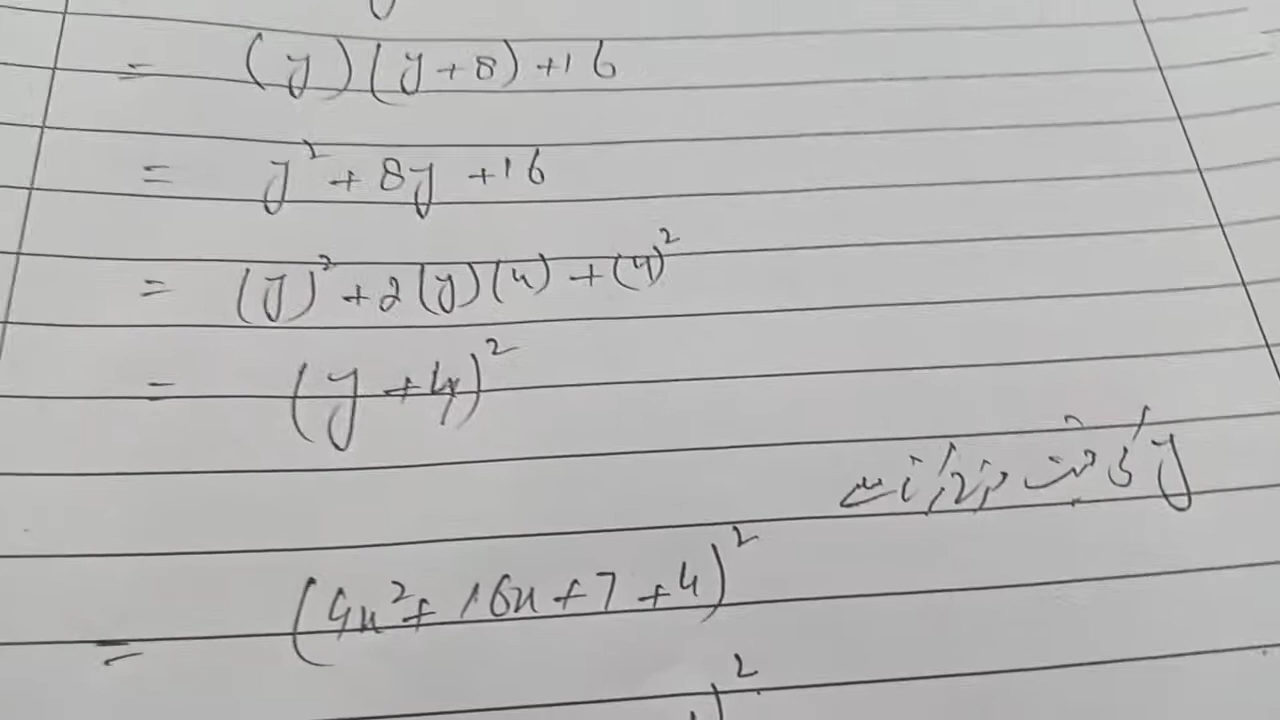 = (y)(y+8)+16
= y²+8y+16
= (y)²+2(y)(4)+(4)²
= (y+4)²
y کی قیمت درج کرنے سے
= (4x²+16x+7+4)²
)²